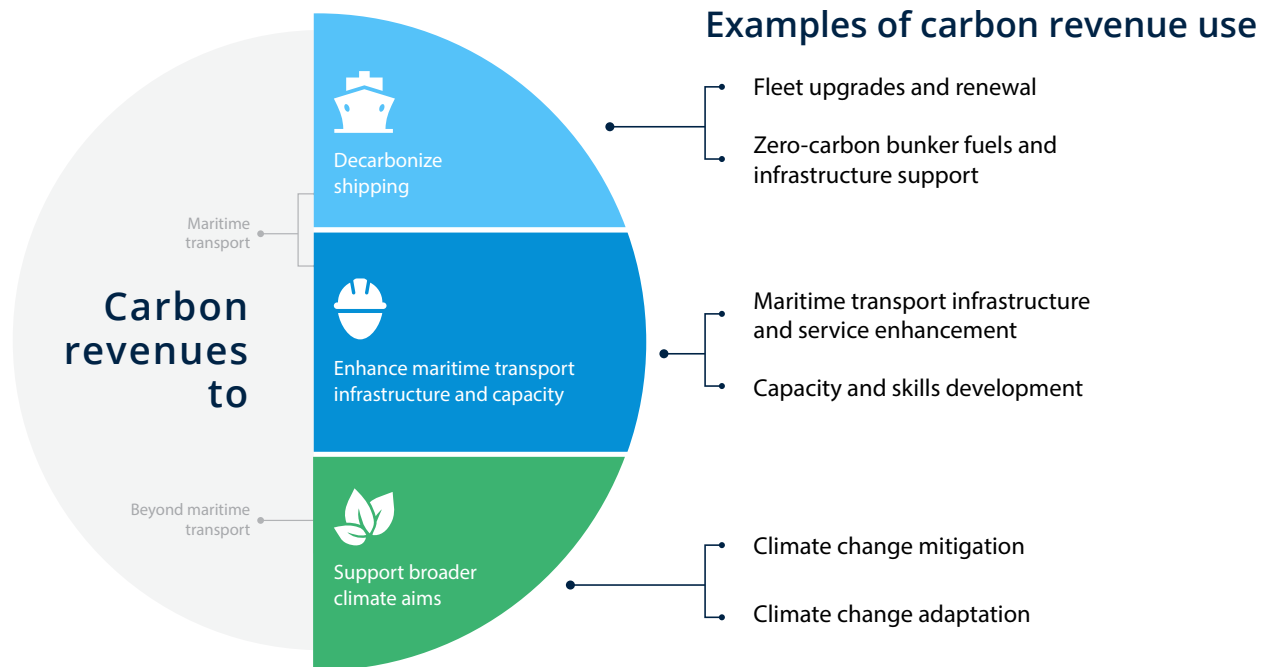 Examples of carbon revenue use
Carbon
revenues
to
Maritime
transport
Beyond maritime
transport
Decarbonize
shipping
Fleet upgrades and renewal
Zero-carbon bunker fuels and
infrastructure support
Enhance maritime transport
infrastructure and capacity
Maritime transport infrastructure
and service enhancement
Capacity and skills development
Support broader
climate aims
Climate change mitigation
Climate change adaptation